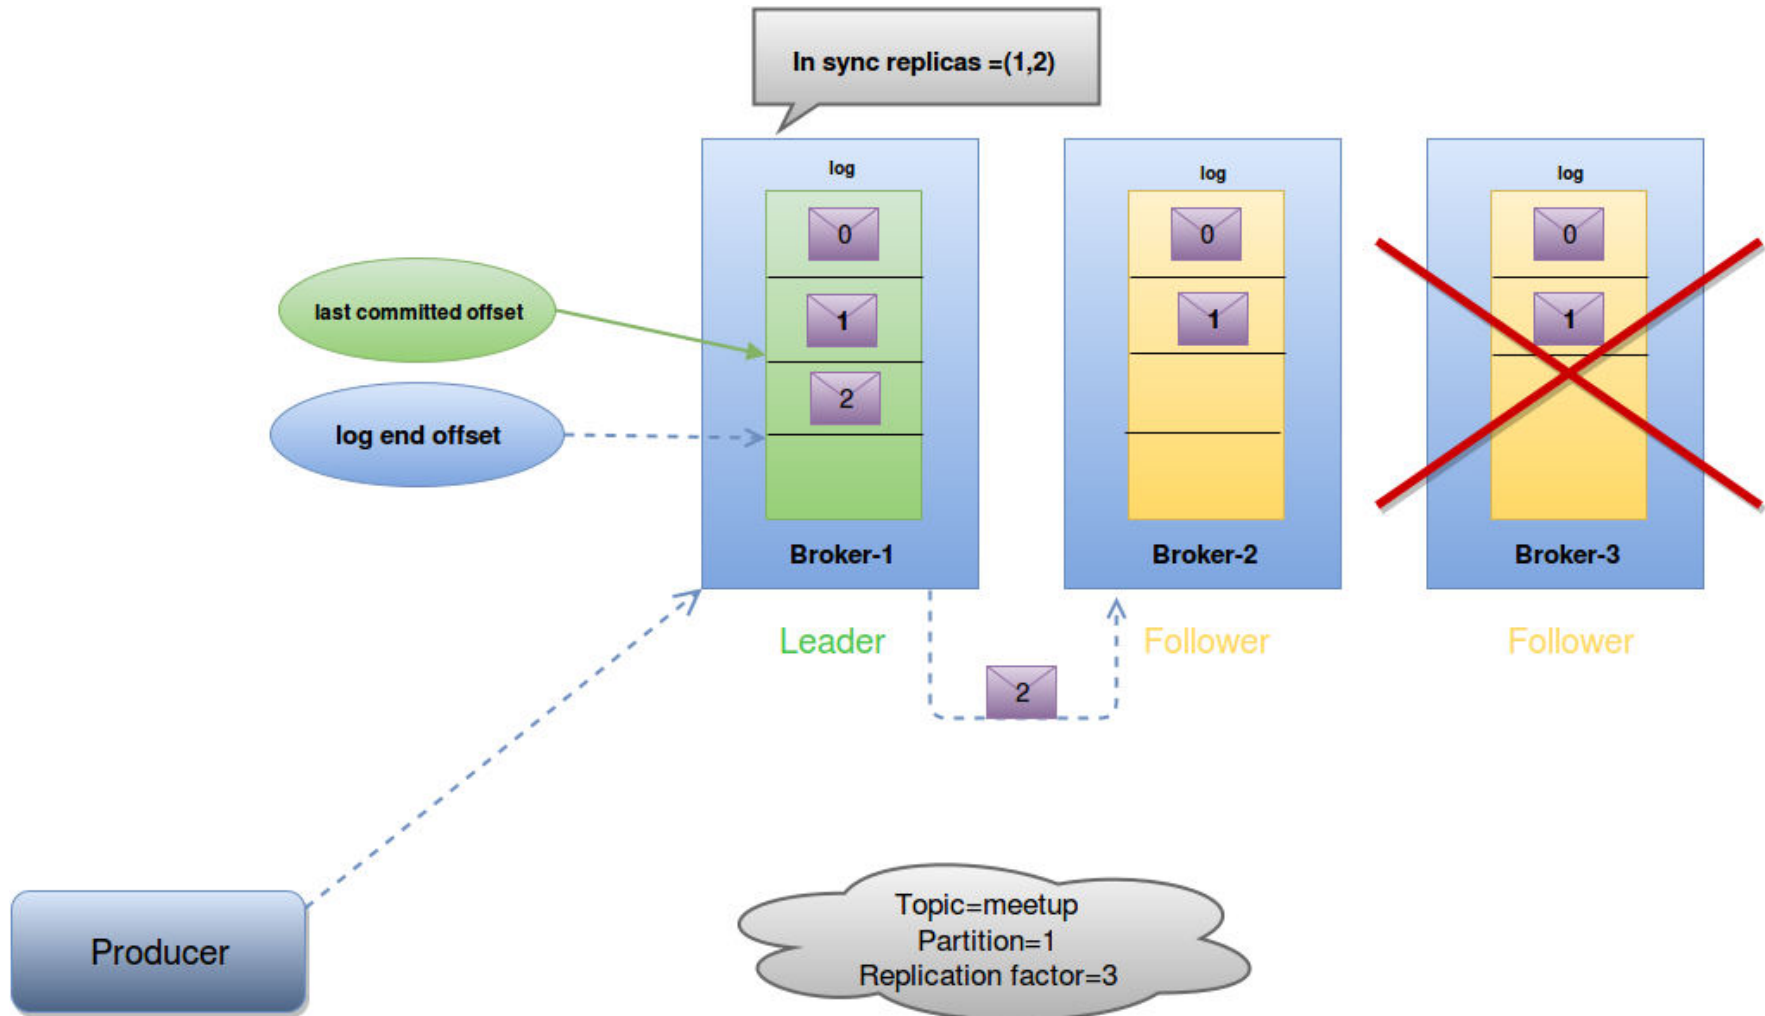 In sync replicas =(1,2)
log
log
log
0
0
0
last committed offset
1
1
1
2
log end offset
Broker-1
Broker-2
Broker-3
Leader
Follower
Follower
2
Topic=meetup
Partition=1
Replication factor=3
Producer